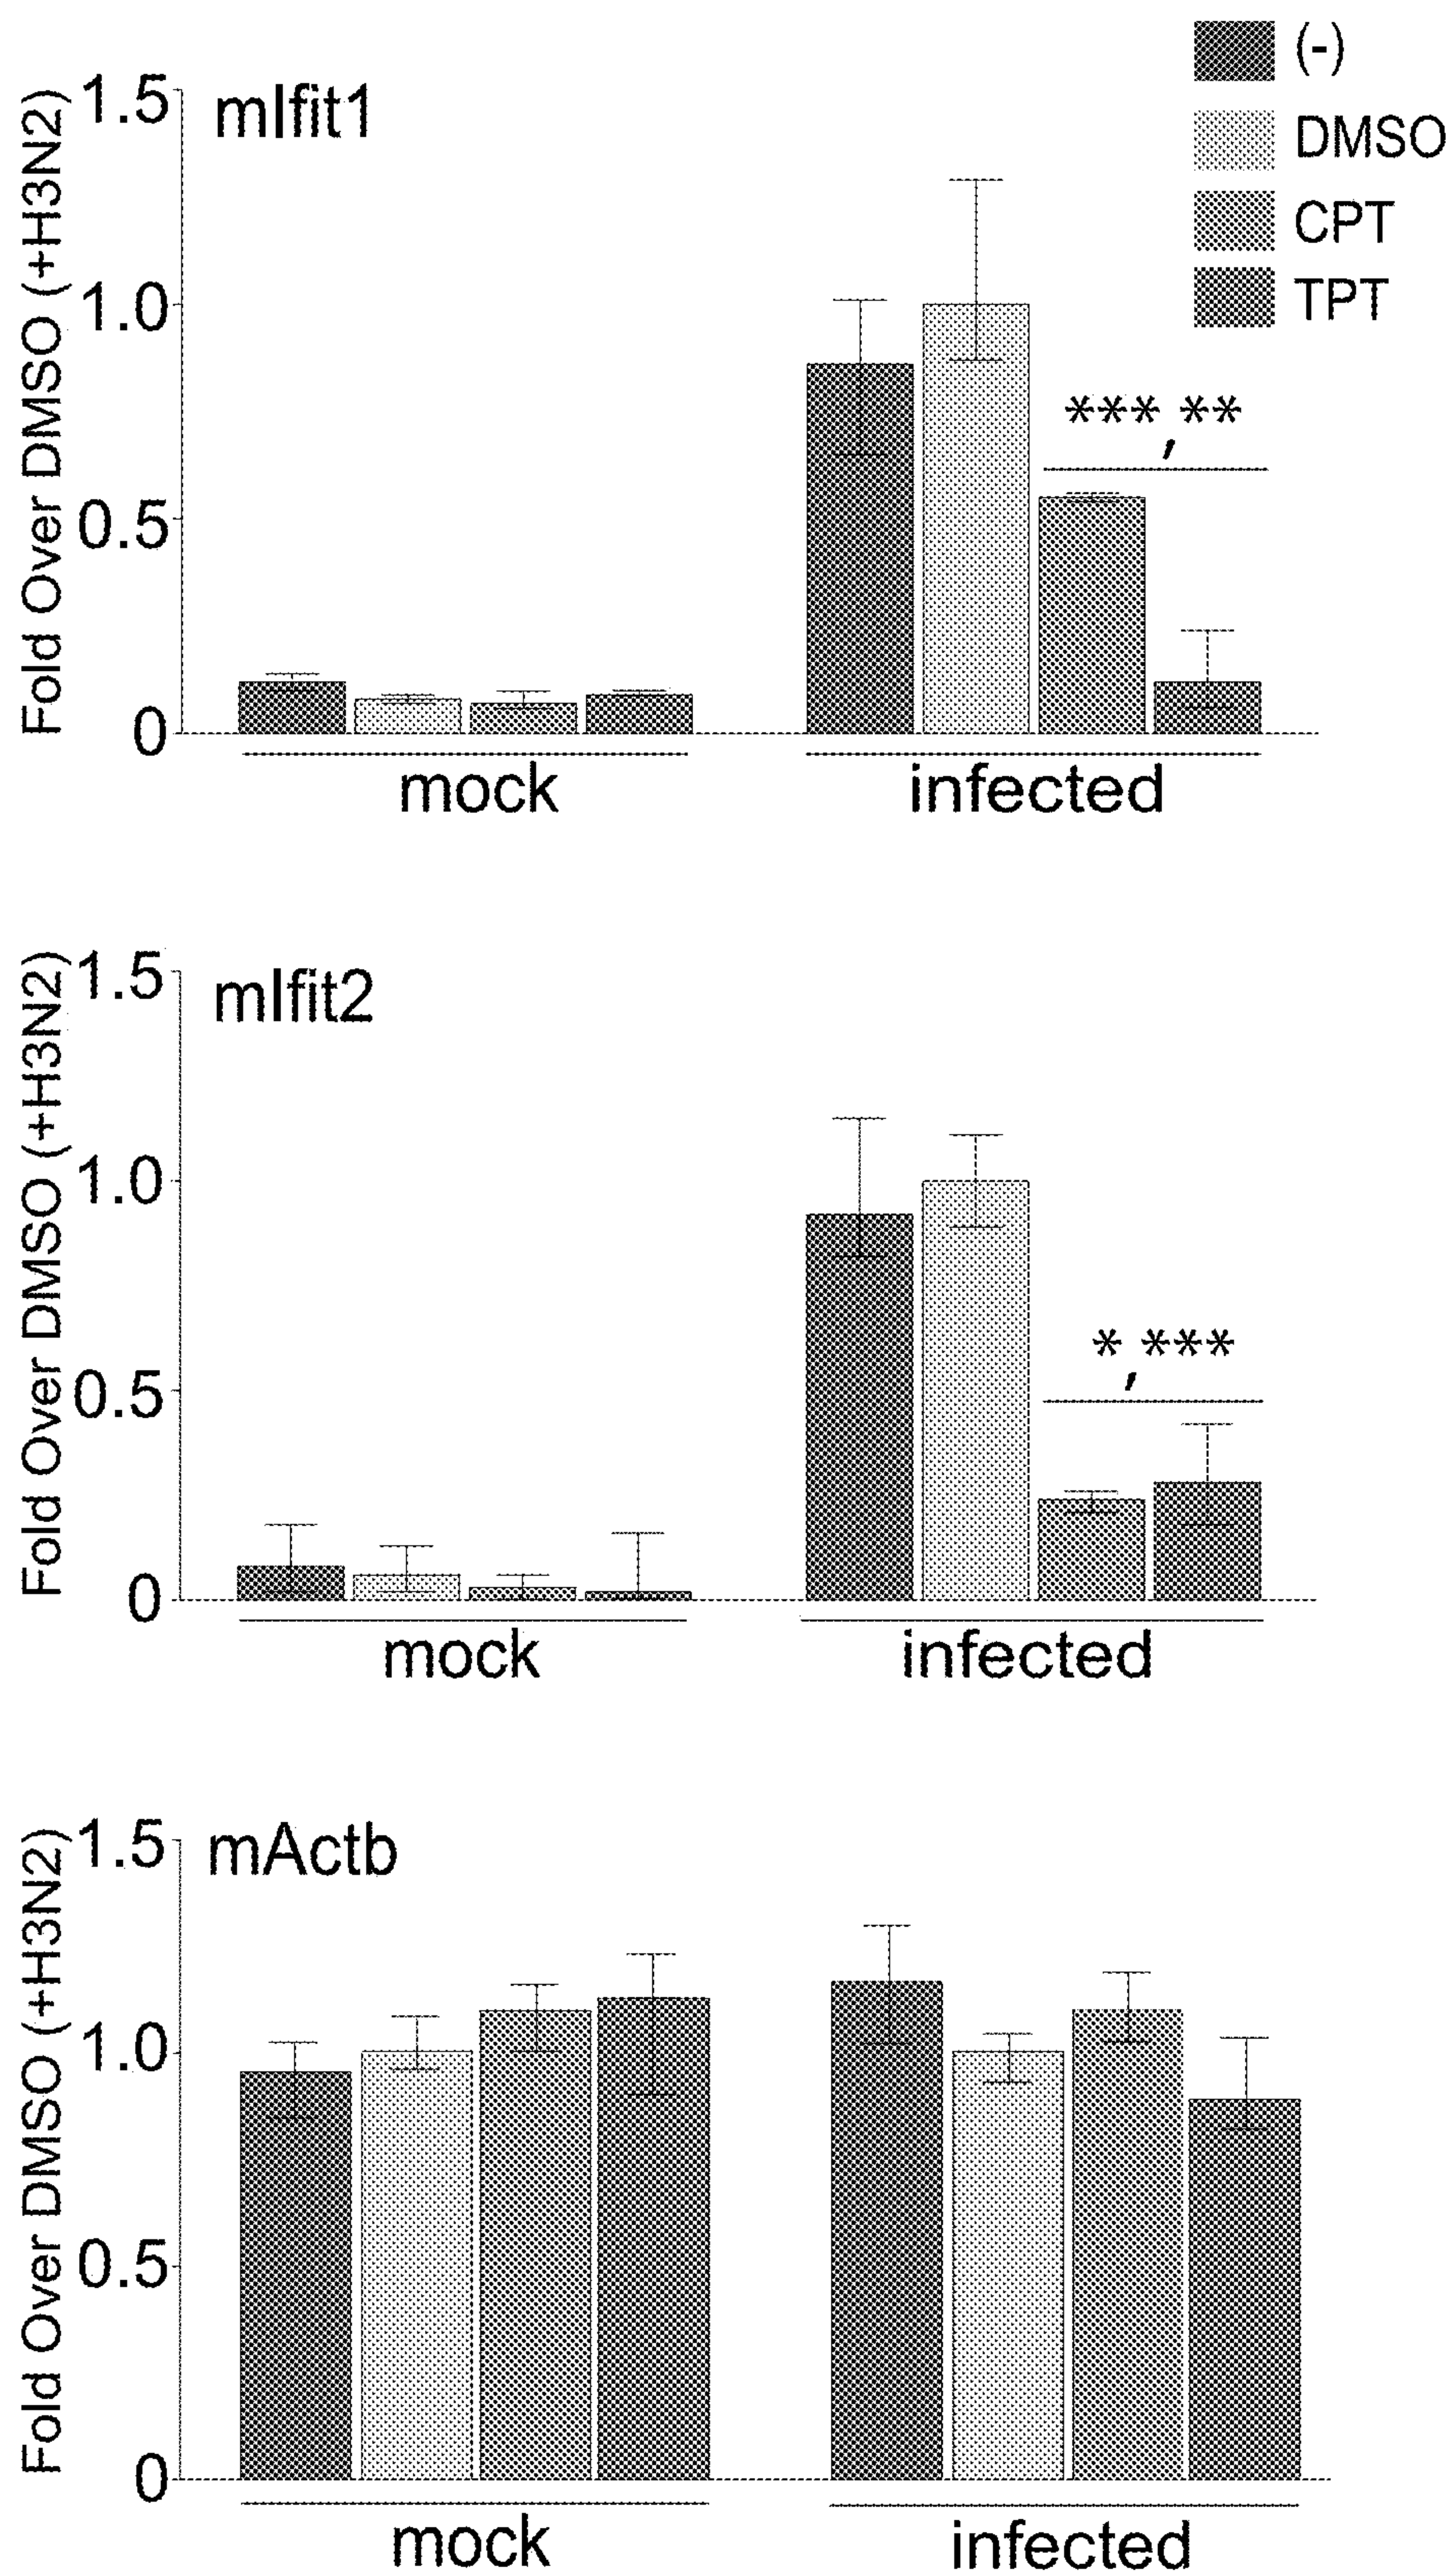 (-)
DMSO
CPT
TPT
mIfit1
Fold Over DMSO (+H3N2)
1.5
1.0
0.5
0
***,**
mock
infected
mIfit2
Fold Over DMSO (+H3N2)
1.5
1.0
0.5
0
*,***
mock
infected
mActb
Fold Over DMSO (+H3N2)
1.5
1.0
0.5
0
mock
infected